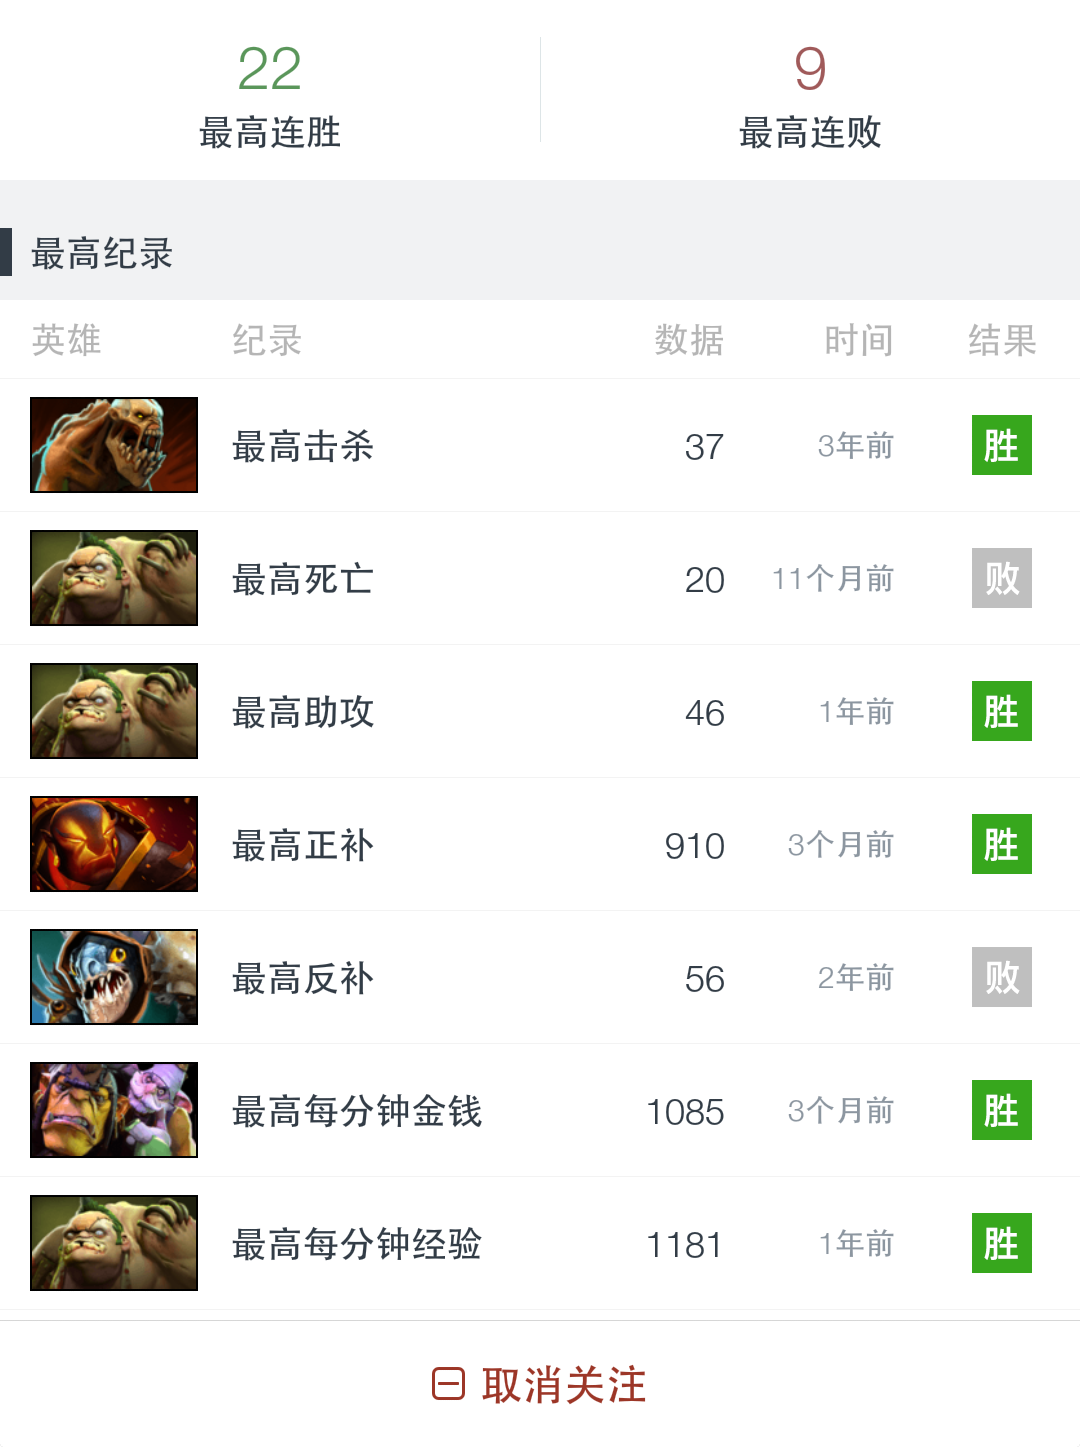 22 9
最高连胜 最高连败
最高纪录
英雄 纪录 数据 时间 结果
最高击杀 37 3年前 胜
最高死亡 20 11个月前 败
最高助攻 46 1年前 胜
最高正补 910 3个月前 胜
最高反补 56 2年前 败
最高每分钟金钱 1085 3个月前 胜
最高每分钟经验 1181 1年前 胜
取消关注